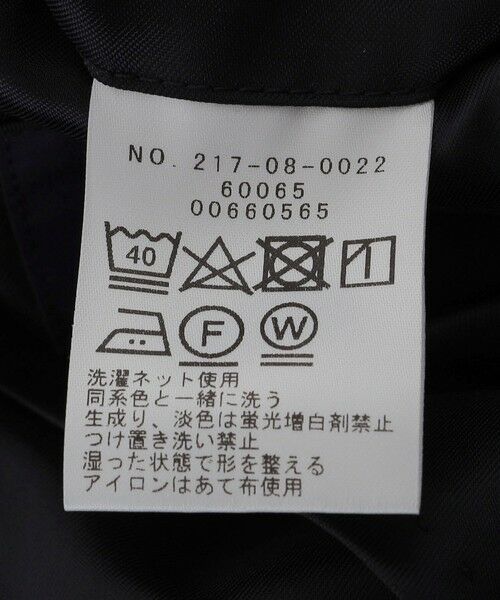 NO. 217-08-0022
60065
00660565
40
F W
洗濯ネット使用
同系色と一緒に洗う
生成り、淡色は蛍光増白剤禁止
つけ置き洗い禁止
湿った状態で形を整える
アイロンはあて布使用